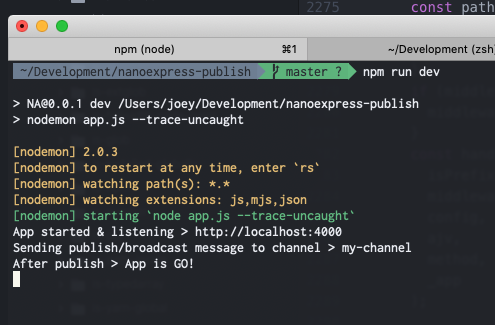 2275 const path
npm (node) ⌘1 ~/Development (zsh
~/Development/nanoexpress-publish master ? npm run dev
> NA@0.0.1 dev /Users/joey/Development/nanoexpress-publish
> nodemon app.js --trace-uncaught
[nodemon] 2.0.3
[nodemon] to restart at any time, enter `rs`
[nodemon] watching path(s): *.*
[nodemon] watching extensions: js,mjs,json
[nodemon] starting `node app.js --trace-uncaught`
App started & listening > http://localhost:4000
Sending publish/broadcast message to channel > my-channel
After publish > App is GO!